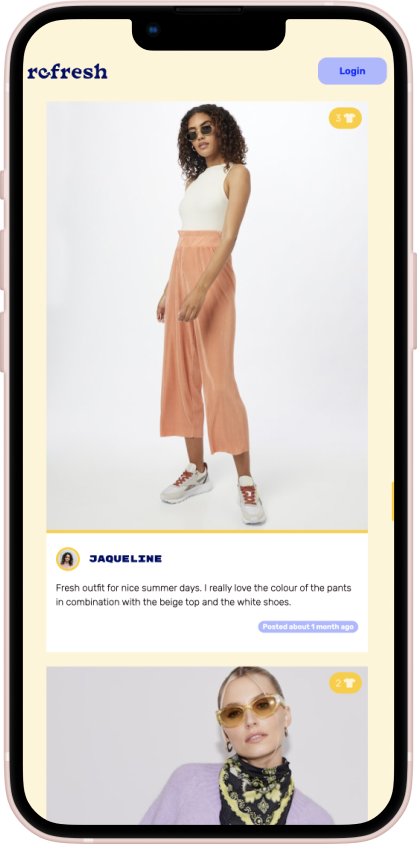 refresh
Login
3
JAQUELINE
Fresh outfit for nice summer days. I really love the colour of the pants
in combination with the beige top and the white shoes.
Posted about 1 month ago
2